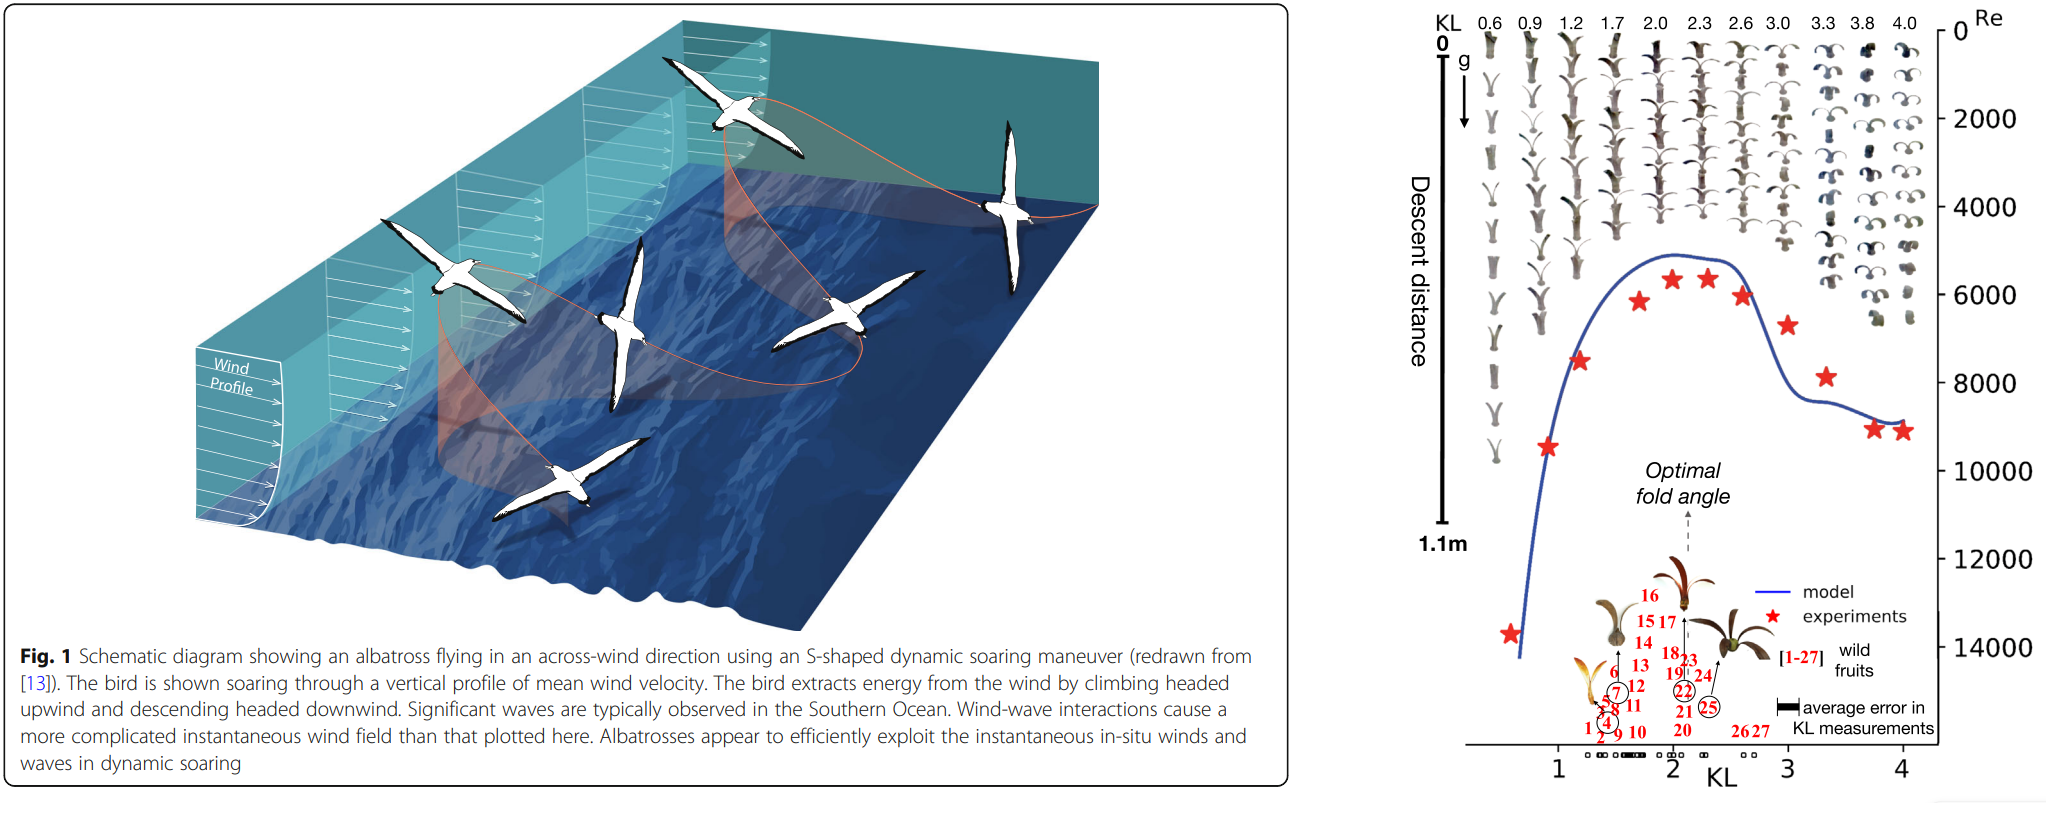 Wind
Profile
Fig. 1 Schematic diagram showing an albatross flying in an across-wind direction using an S-shaped dynamic soaring maneuver (redrawn from
[13]). The bird is shown soaring through a vertical profile of mean wind velocity. The bird extracts energy from the wind by climbing headed
upwind and descending headed downwind. Significant waves are typically observed in the Southern Ocean. Wind-wave interactions cause a
more complicated instantaneous wind field than that plotted here. Albatrosses appear to efficiently exploit the instantaneous in-situ winds and
waves in dynamic soaring
KL 0.6 0.9 1.2 1.7 2.0 2.3 2.6 3.0 3.3 3.8 4.0
Re
0
g
Descent distance
1.1m
0
2000
4000
6000
8000
10000
12000
14000
Optimal
fold angle
model
experiments
[1-27] wild
fruits
average error in
KL measurements
16
15 17
14
18 23
13
6 19 24
12
7 22
5
8 11 21 25
4
1 2 9 10 20 26 27
1 2 3 4
KL